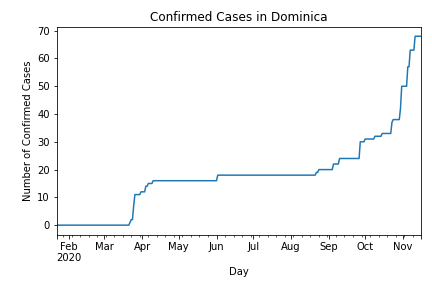 Confirmed Cases in Dominica
70
60
50
40
30
20
10
0
Number of Confirmed Cases
Feb Mar Apr May Jun Jul Aug Sep Oct Nov
2020
Day